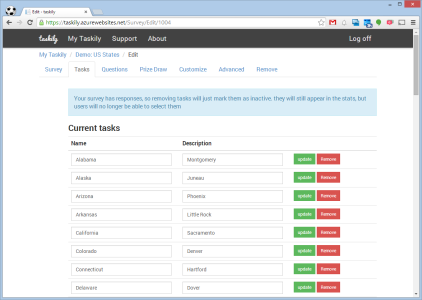 Edit - taskily
https://taskily.azurewebsites.net/Survey/Edit/1004
taskily My Taskily Support About Log off
My Taskily / Demo: US States / Edit
Survey Tasks Questions Prize Draw Customize Advanced Remove
Your survey has responses, so removing tasks will just mark them as inactive. they will still appear in the stats, but
users will no longer be able to select them
Current tasks
Name Description
Alabama Montgomery update Remove
Alaska Juneau update Remove
Arizona Phoenix update Remove
Arkansas Little Rock update Remove
California Sacramento update Remove
Colorado Denver update Remove
Connecticut Hartford update Remove
Delaware Dover update Remove